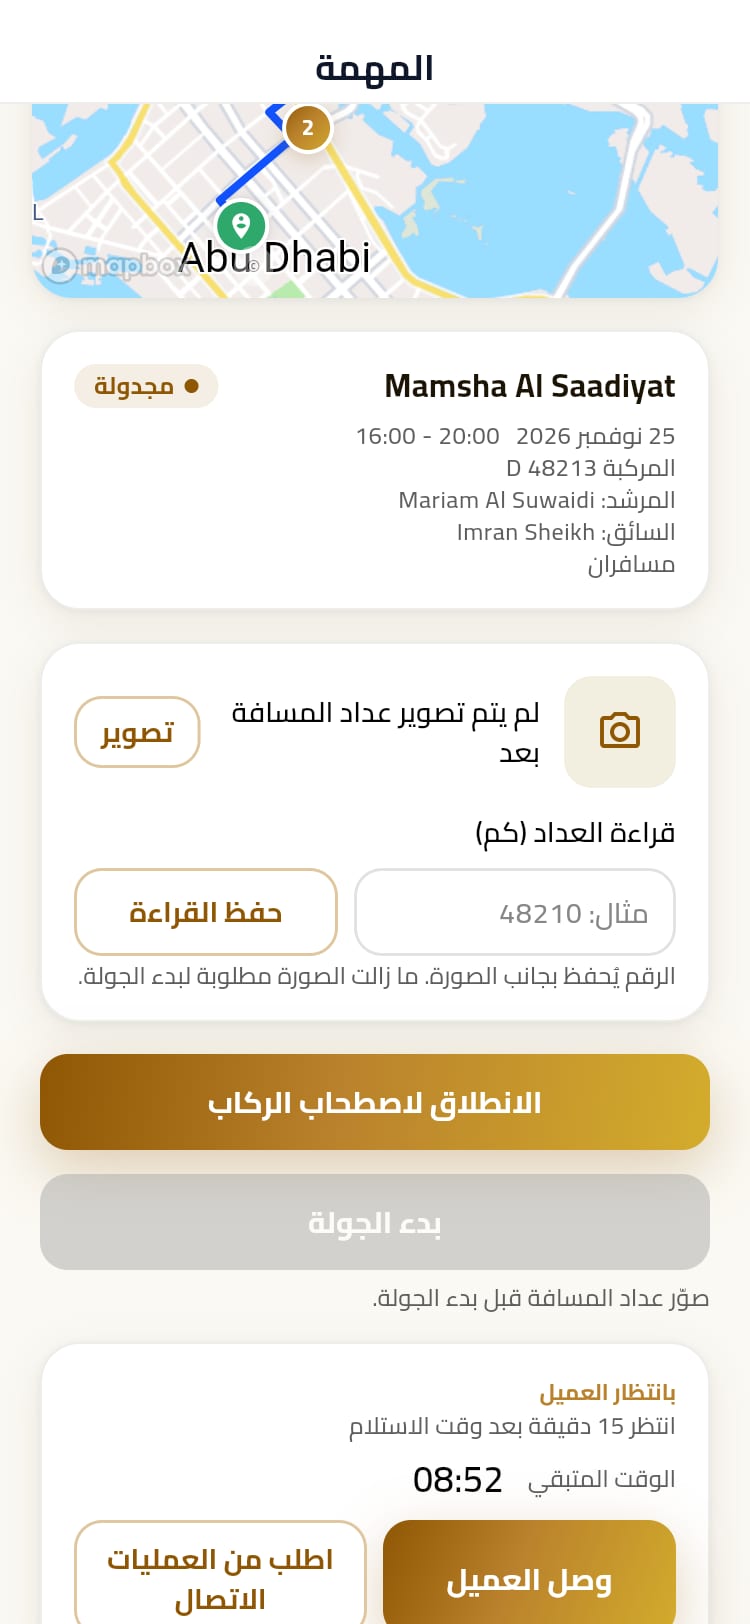 المهمة
2
L
Abu Dhabi
mapbox
©
Mamsha Al Saadiyat
مجدولة
25 نوفمبر 2026 16:00 - 20:00
المركبة D 48213
المرشد: Mariam Al Suwaidi
السائق: Imran Sheikh
مسافران
لم يتم تصوير عداد المسافة
بعد
تصوير
قراءة العداد (كم)
مثال: 48210
حفظ القراءة
الرقم يُحفظ بجانب الصورة. ما زالت الصورة مطلوبة لبدء الجولة.
الانطلاق لاصطحاب الركاب
بدء الجولة
صوّر عداد المسافة قبل بدء الجولة.
بانتظار العميل
انتظر 15 دقيقة بعد وقت الاستلام
الوقت المتبقي 08:52
وصل العميل
اطلب من العمليات
الاتصال